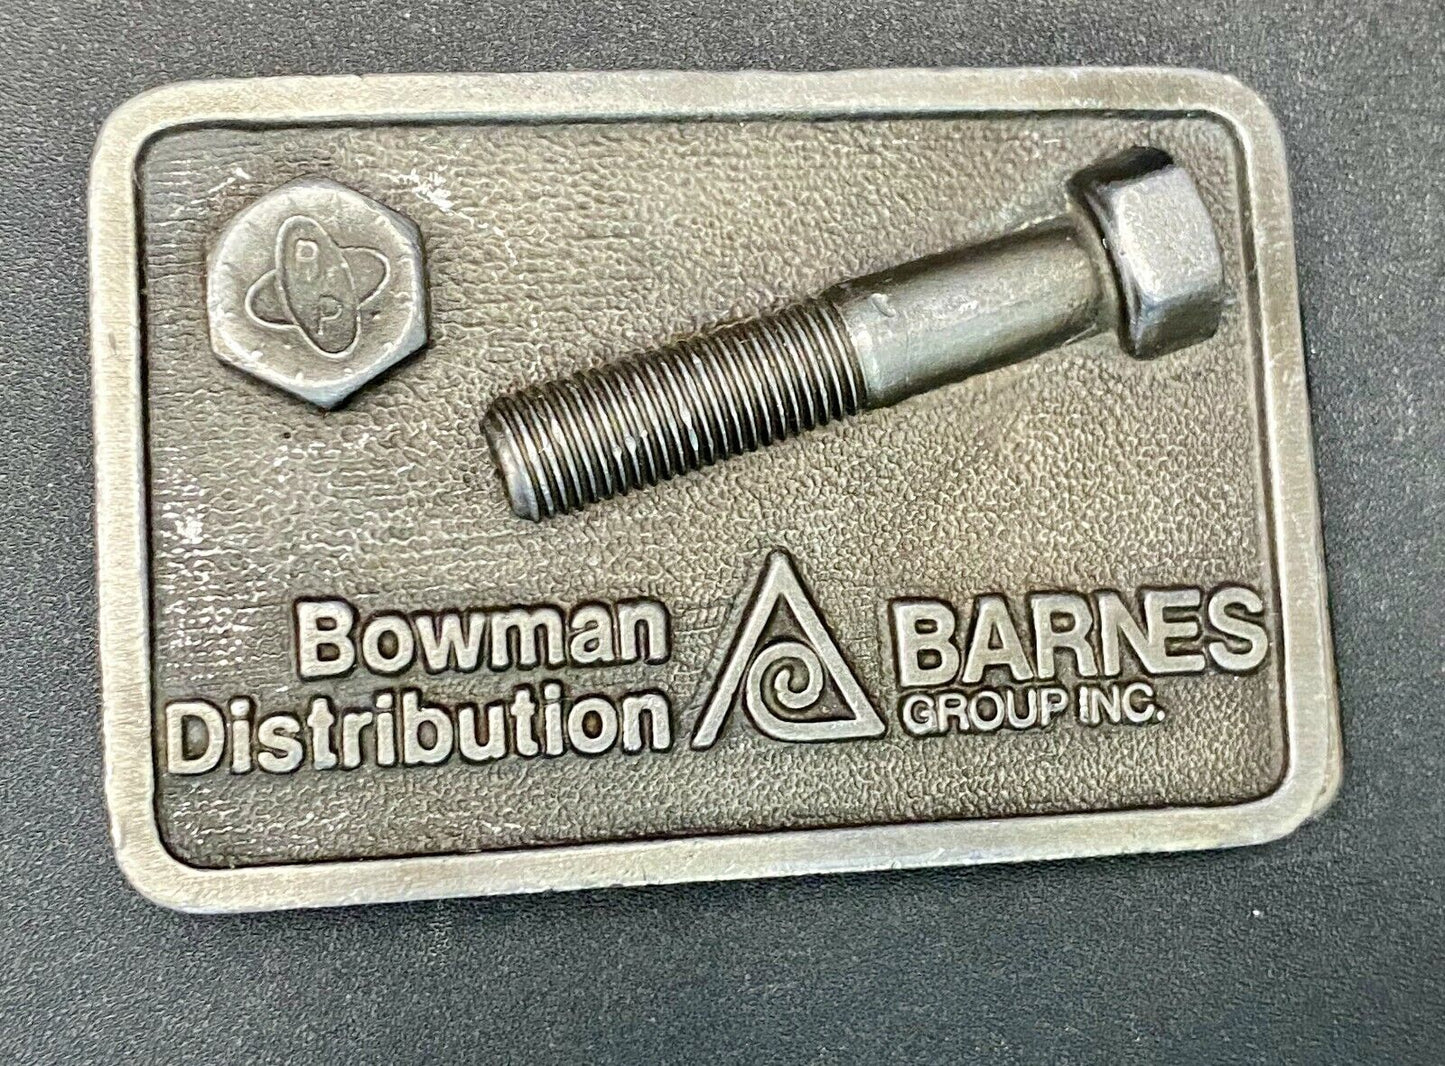 B
P
Bowman
Distribution
BARNES
GROUP INC.